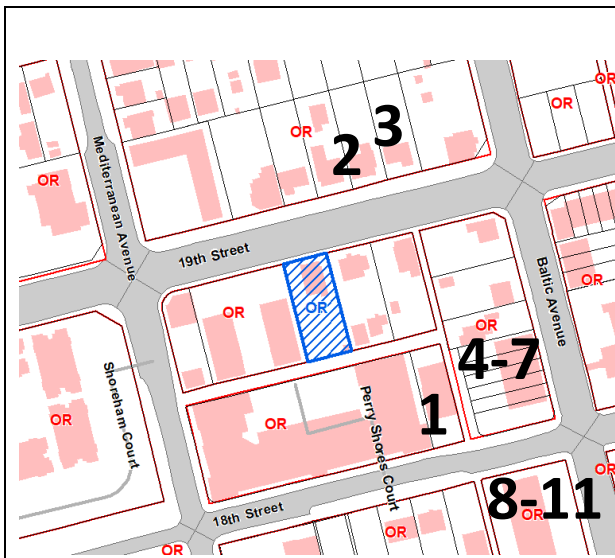 OR
OR
OR
OR
Mediterranean Avenue
2
3
19th Street
OR
OR
OR
OR
Baltic Avenue
OR
4-7
Shoreham Court
OR
OR
Perry Shores Court
1
18th Street
OR
8-11
OR
OR
OR